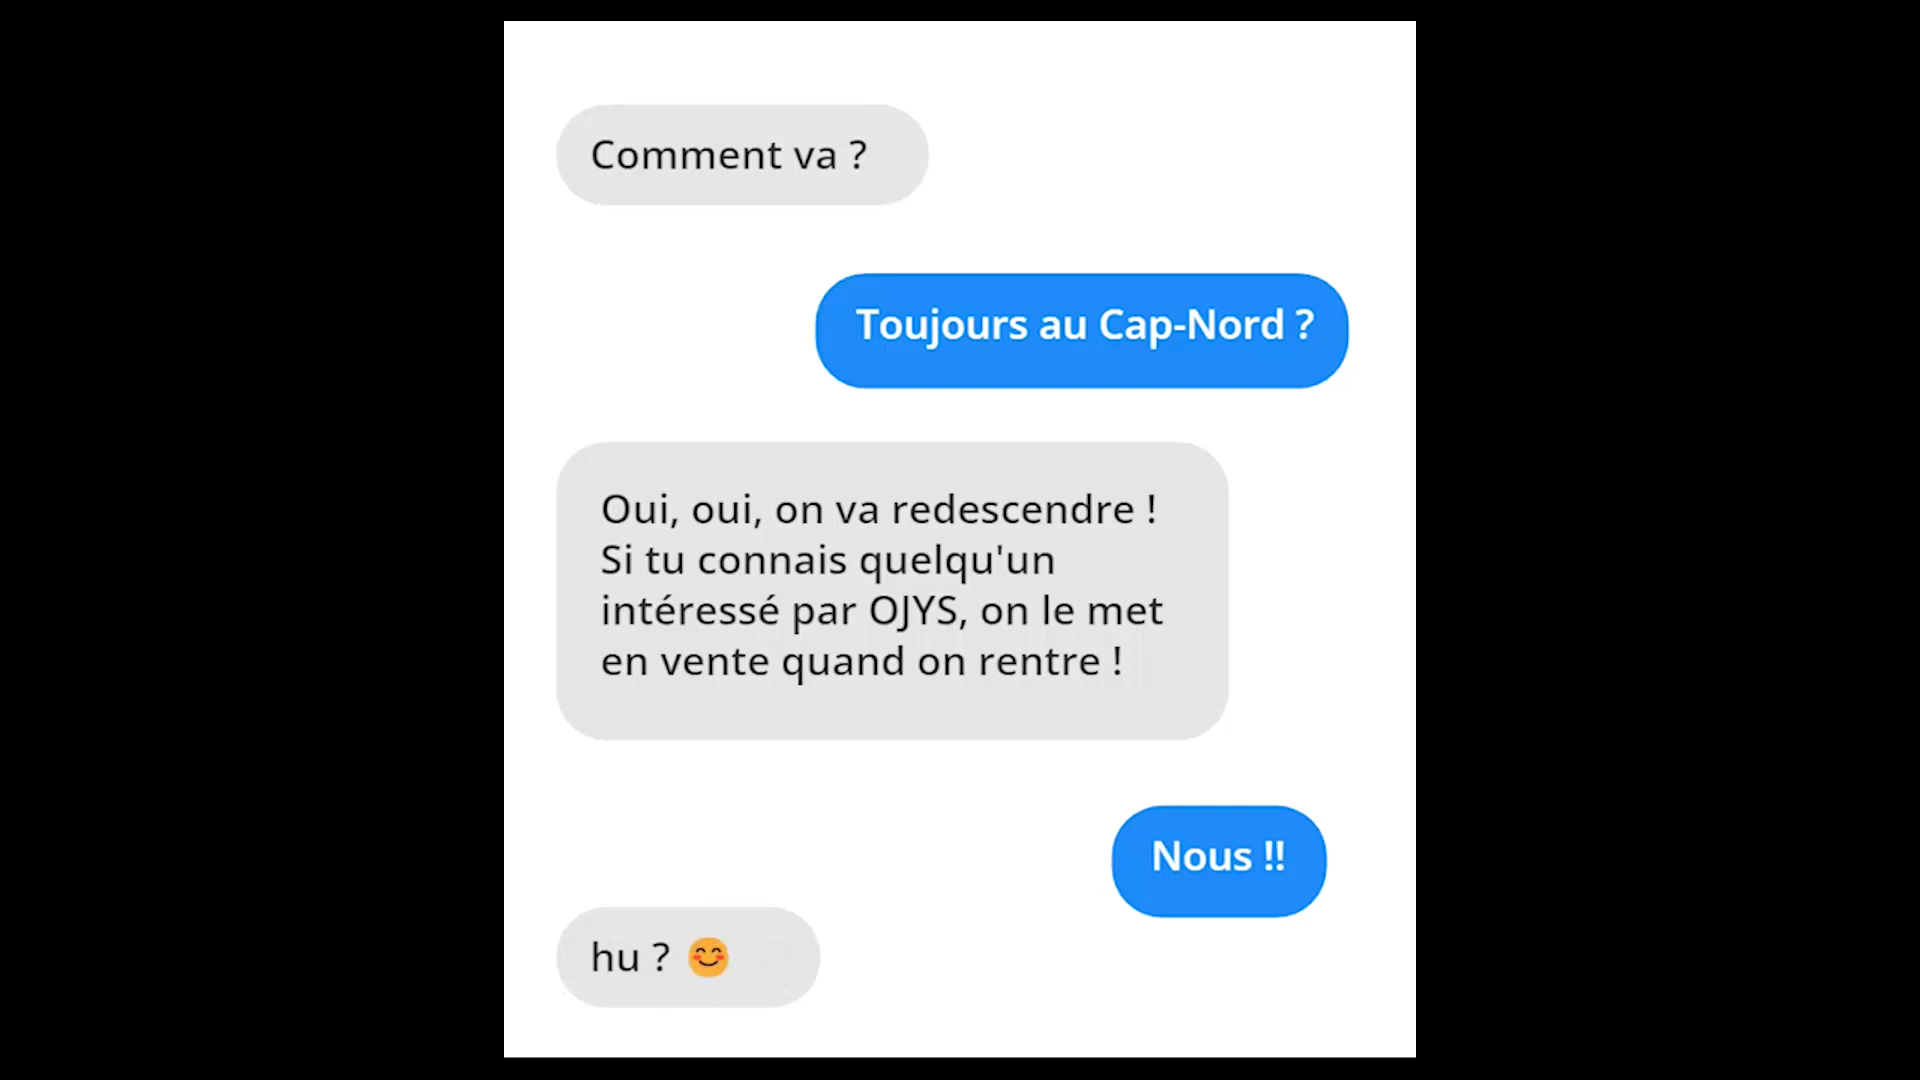 Comment va ?
Toujours au Cap-Nord ?
Oui, oui, on va redescendre !
Si tu connais quelqu'un
intéressé par OJYS, on le met
en vente quand on rentre !
Nous !!
hu ? 😊